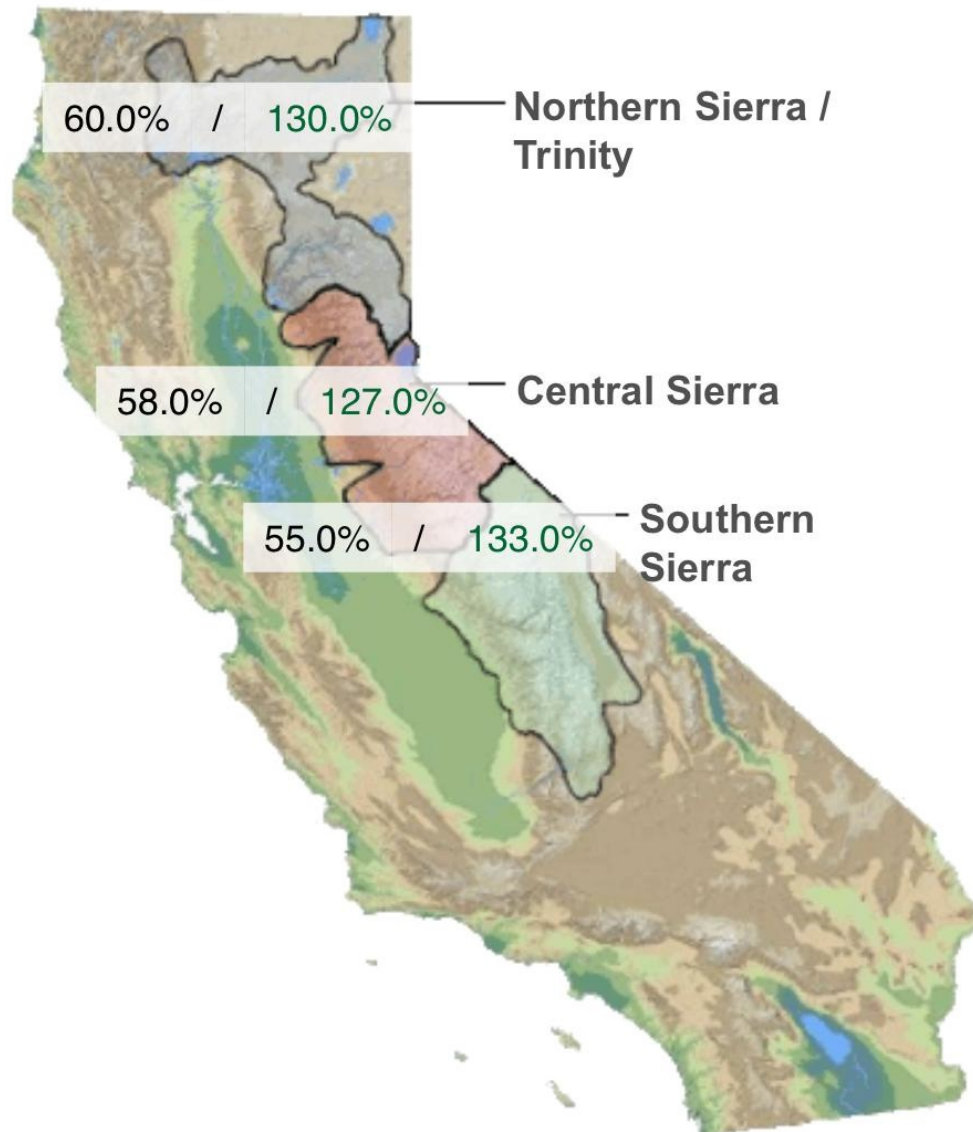 60.0% / 130.0%
Northern Sierra /
Trinity
58.0% / 127.0%
Central Sierra
55.0% / 133.0%
Southern
Sierra